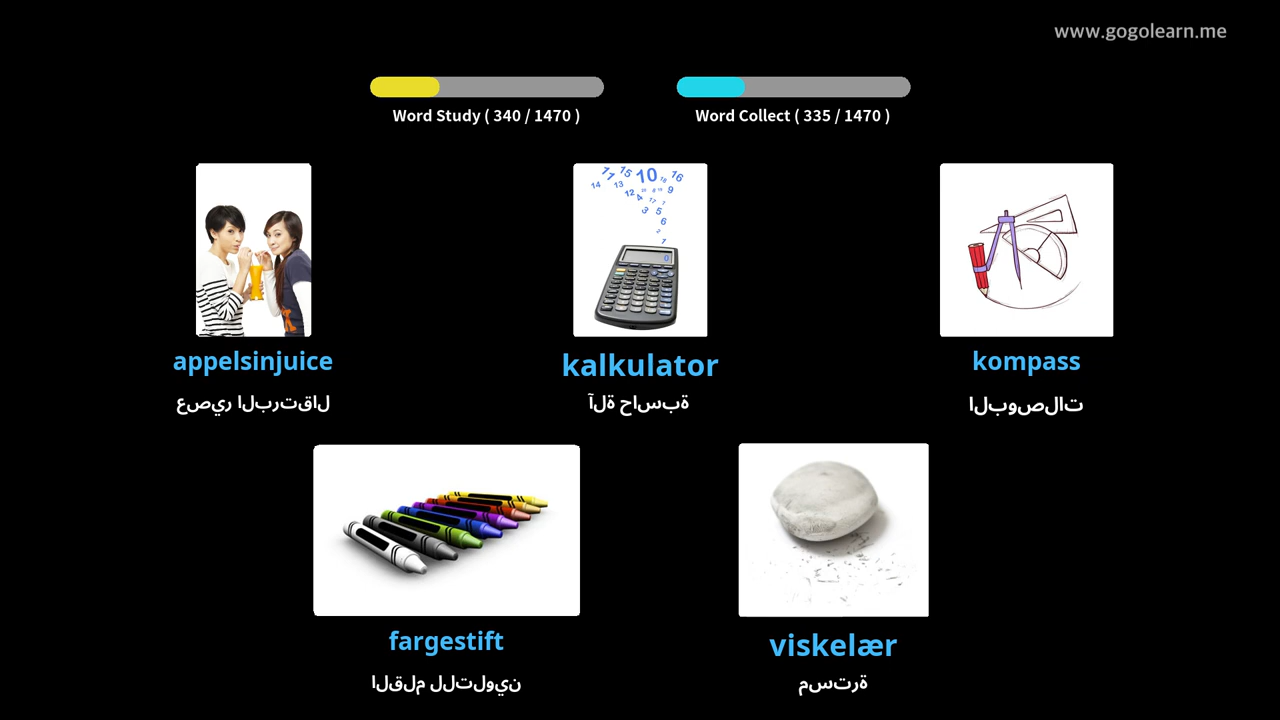 www.gogolearn.me
Word Study ( 340 / 1470 )
Word Collect ( 335 / 1470 )
appelsinjuice
kalkulator
kompass
عصير البرتقال
آلة حاسبة
البوصلات
fargestift
viskelær
القلم للتلوين
مسترة